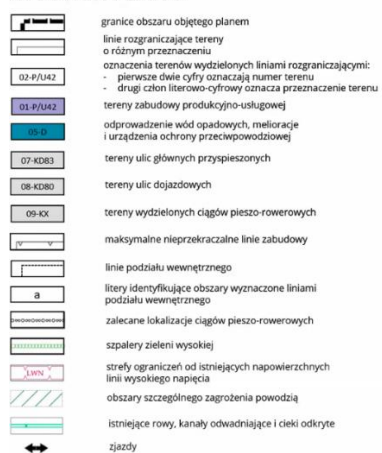 granice obszaru objętego planem
linie rozgraniczające tereny
o różnym przeznaczeniu
oznaczenia terenów wydzielonych liniami rozgraniczającymi:
02-P/U42
- pierwsze dwie cyfry oznaczają numer terenu
- drugi człon literowo-cyfrowy oznacza przeznaczenie terenu
01-P/U42 tereny zabudowy produkcyjno-usługowej
odprowadzenie wód opadowych, melioracje
05-D
i urządzenia ochrony przeciwpowodziowej
07-KD83 tereny ulic głównych przyspieszonych
08-KD80 tereny ulic dojazdowych
09-KX tereny wydzielonych ciągów pieszo-rowerowych
maksymalne nieprzekraczalne linie zabudowy
linie podziału wewnętrznego
a litery identyfikujące obszary wyznaczone liniami
podziału wewnętrznego
zalecane lokalizacje ciągów pieszo-rowerowych
szpalery zieleni wysokiej
LWN strefy ograniczeń od istniejących napowierzchnych
linii wysokiego napięcia
obszary szczególnego zagrożenia powodzią
istniejące rowy, kanały odwadniające i cieki odkryte
zjazdy